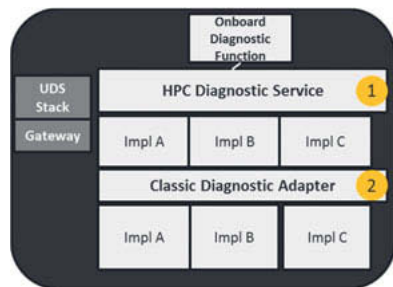 Onboard
Diagnostic
Function
UDS
Stack
Gateway
HPC Diagnostic Service
1
Impl A
Impl B
Impl C
Classic Diagnostic Adapter
2
Impl A
Impl B
Impl C